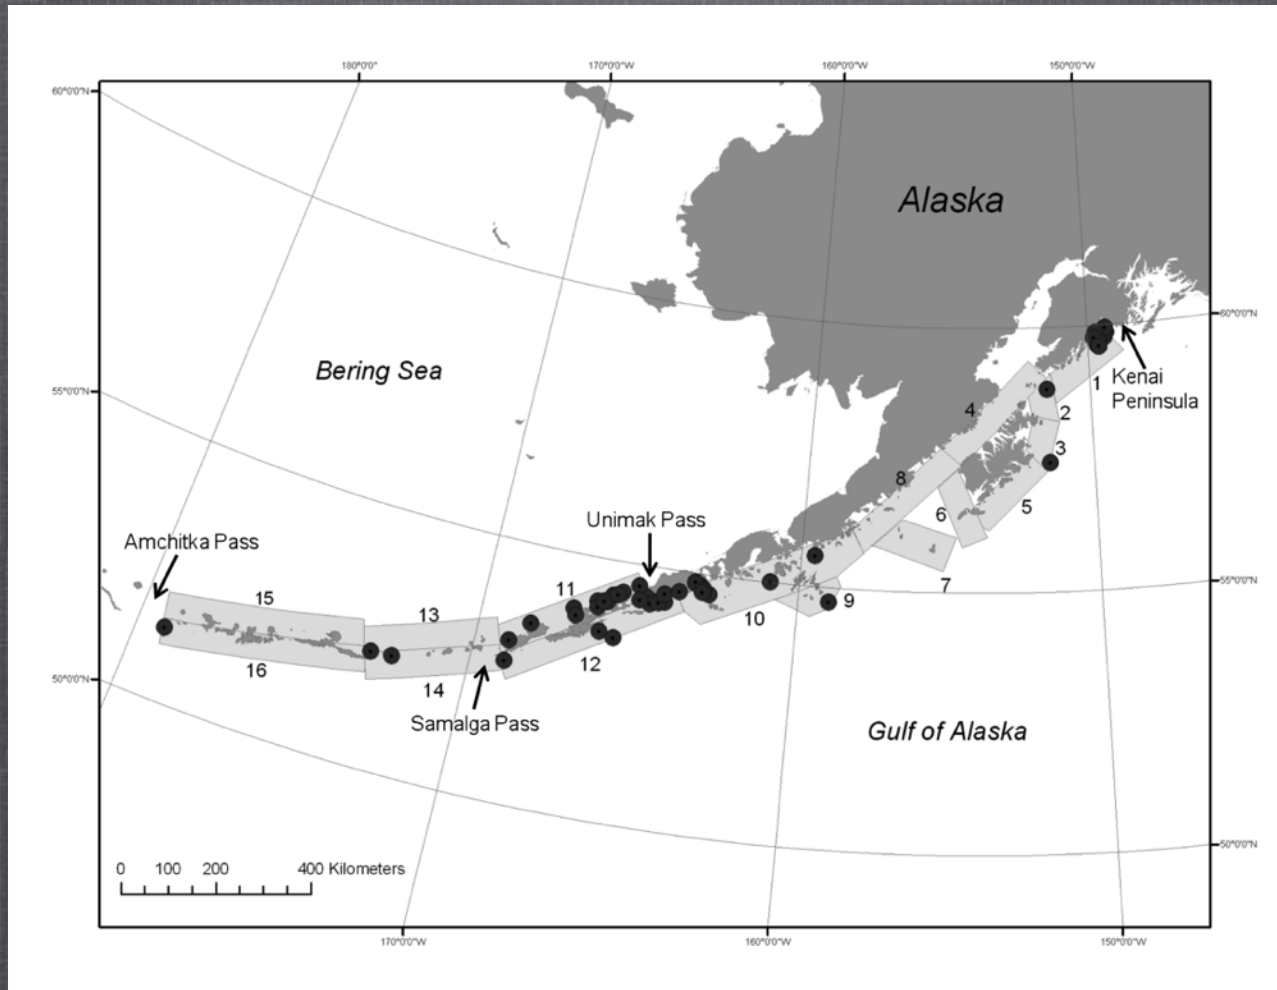 180°0'0"
170°0'0"W
160°0'0"W
150°0'0"W
60°0'0"N
Alaska
60°0'0"N
Bering Sea
55°0'0"N
Kenai
Peninsula
1
2
4
3
8
5
6
Unimak Pass
Amchitka Pass
55°0'0"N
7
11
15
13
9
10
12
16
14
50°0'0"N
Samalga Pass
Gulf of Alaska
50°0'0"N
0 100 200 400 Kilometers
170°0'0"W
160°0'0"W
150°0'0"W